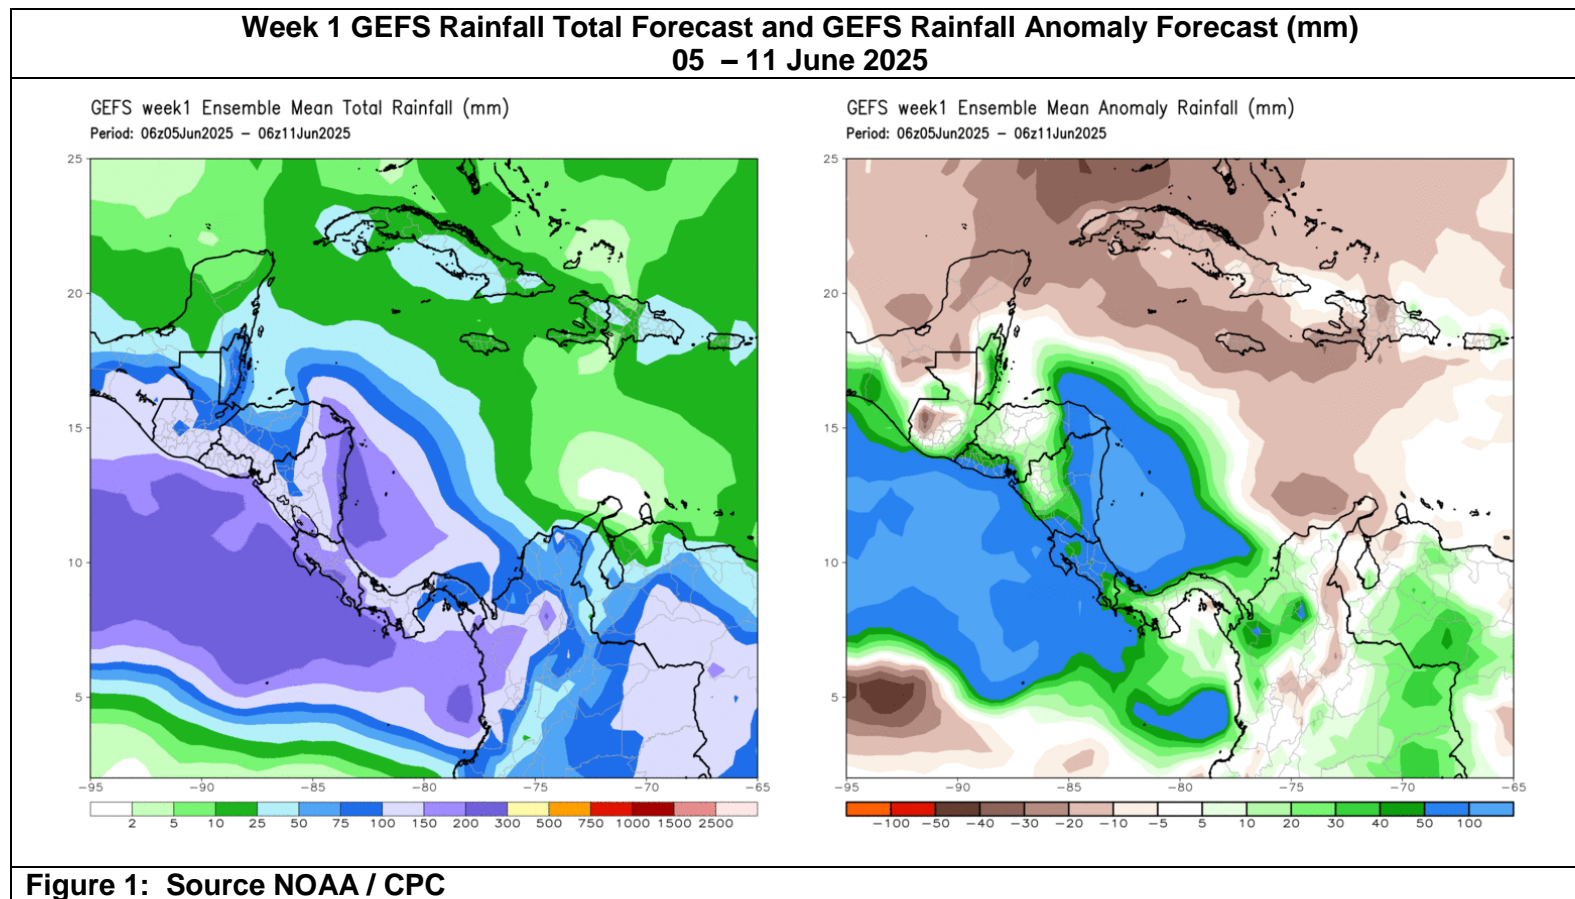 Week 1 GEFS Rainfall Total Forecast and GEFS Rainfall Anomaly Forecast (mm)
05 – 11 June 2025
GEFS week1 Ensemble Mean Total Rainfall (mm)
Period: 06z05Jun2025 – 06z11Jun2025
25
20
15
10
5
−95 −90 −85 −80 −75 −70 −65
2 5 10 25 50 75 100 150 200 300 500 750 1000 1500 2500
GEFS week1 Ensemble Mean Anomaly Rainfall (mm)
Period: 06z05Jun2025 – 06z11Jun2025
25
20
15
10
5
−95 −90 −85 −80 −75 −70 −65
−100 −50 −40 −30 −20 −10 −5 5 10 20 30 40 50 100
Figure 1: Source NOAA / CPC